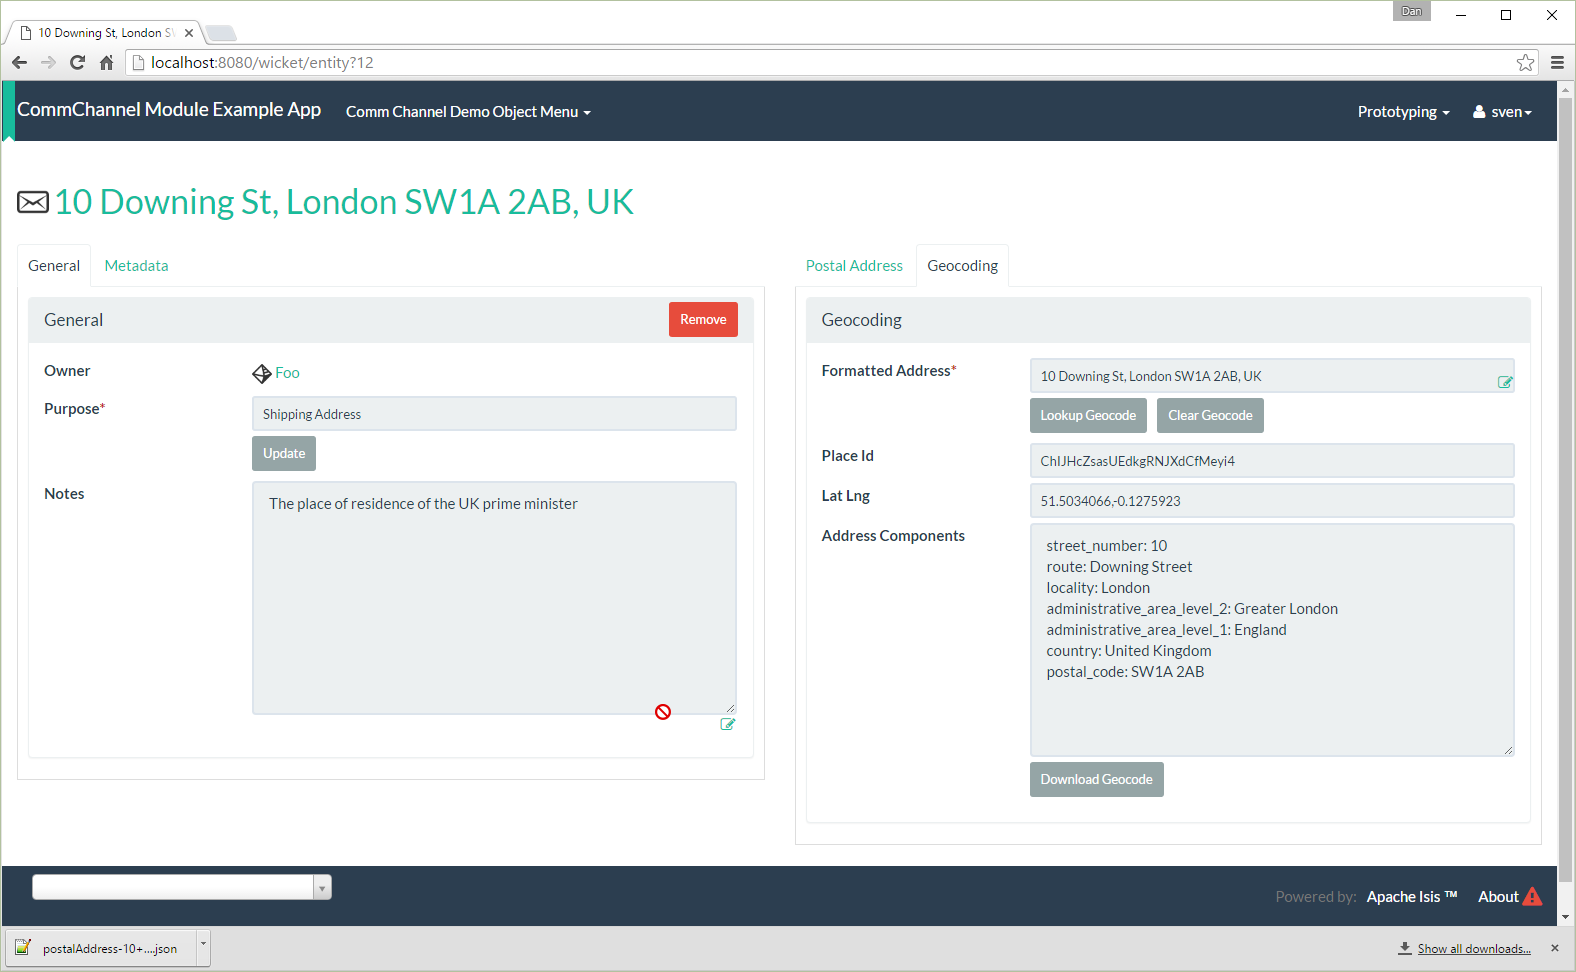 Dan
10 Downing St, London SW
localhost:8080/wicket/entity?12
CommChannel Module Example App
Comm Channel Demo Object Menu
Prototyping
sven
10 Downing St, London SW1A 2AB, UK
General
Metadata
General
Remove
Owner
Foo
Purpose*
Shipping Address
Update
Notes
The place of residence of the UK prime minister
Postal Address
Geocoding
Geocoding
Formatted Address*
10 Downing St, London SW1A 2AB, UK
Lookup Geocode
Clear Geocode
Place Id
ChIJHcZsasUEdkgRNJXdCfMeyi4
Lat Lng
51.5034066,-0.1275923
Address Components
street_number: 10
route: Downing Street
locality: London
administrative_area_level_2: Greater London
administrative_area_level_1: England
country: United Kingdom
postal_code: SW1A 2AB
Download Geocode
Powered by: Apache Isis ™
About
postalAddress-10+....json
Show all downloads...